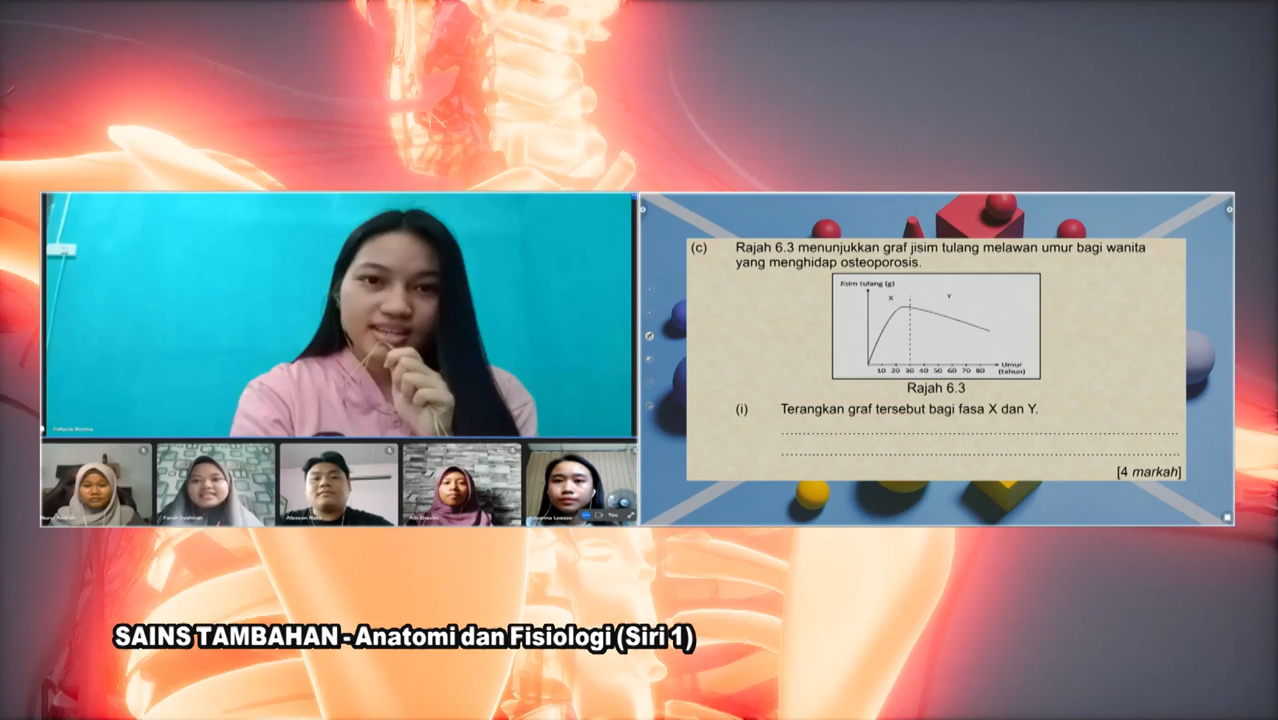 (c) Rajah 6.3 menunjukkan graf jisim tulang melawan umur bagi wanita
yang menghidap osteoporosis.
Jisim tulang (g)
X
Y
10 20 30 40 50 60 70 80
Umur
(tahun)
Rajah 6.3
(i) Terangkan graf tersebut bagi fasa X dan Y.
[4 markah]
SAINS TAMBAHAN - Anatomi dan Fisiologi (Siri 1)